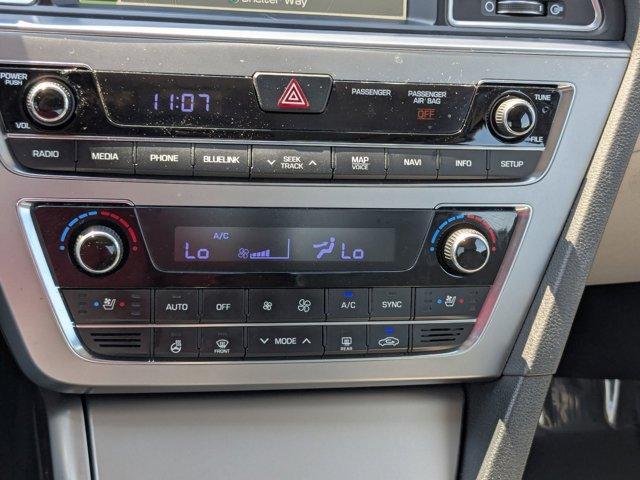 Shelter Way
POWER
PUSH
VOL
11:07
PASSENGER
PASSENGER
AIR BAG
OFF
TUNE
FILE
RADIO
MEDIA
PHONE
BLUELINK
SEEK
TRACK
MAP
VOICE
NAVI
INFO
SETUP
A/C
Lo
Lo
AUTO
OFF
A/C
SYNC
FRONT
MODE
REAR